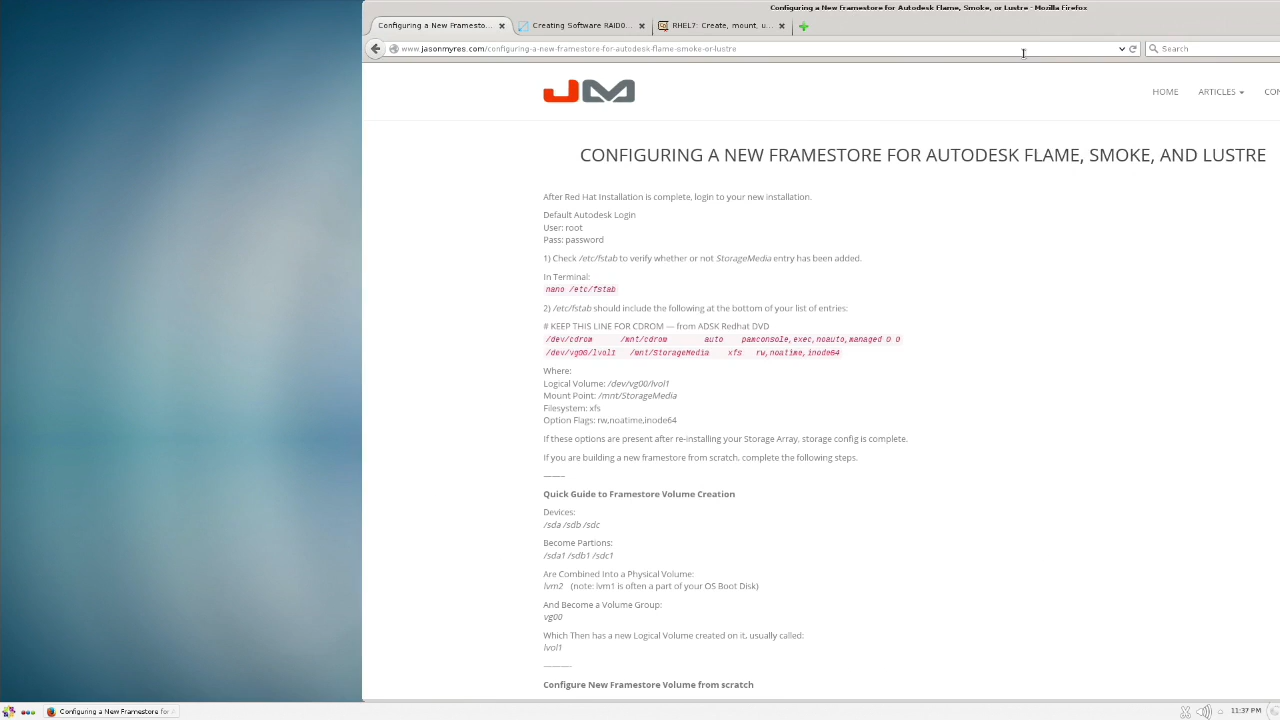 Configuring a New Framestore for Autodesk Flame, Smoke, or Lustre - Mozilla Firefox
Configuring a New Framesto... Creating Software RAID0... RHEL7: Create, mount, u...
www.jasonmyres.com/configuring-a-new-framestore-for-autodesk-flame-smoke-or-lustre
Search
JM
HOME ARTICLES CON
CONFIGURING A NEW FRAMESTORE FOR AUTODESK FLAME, SMOKE, AND LUSTRE
After Red Hat Installation is complete, login to your new installation.
Default Autodesk Login
User: root
Pass: password
1) Check /etc/fstab to verify whether or not StorageMedia entry has been added.
In Terminal:
nano /etc/fstab
2) /etc/fstab should include the following at the bottom of your list of entries:
# KEEP THIS LINE FOR CDROM — from ADSK Redhat DVD
/dev/cdrom /mnt/cdrom auto pamconsole,exec,noauto,managed 0 0
/dev/vg00/lvol1 /mnt/StorageMedia xfs rw,noatime,inode64
Where:
Logical Volume: /dev/vg00/lvol1
Mount Point: /mnt/StorageMedia
Filesystem: xfs
Option Flags: rw,noatime,inode64
If these options are present after re-installing your Storage Array, storage config is complete.
If you are building a new framestore from scratch, complete the following steps.
——–
Quick Guide to Framestore Volume Creation
Devices:
/sda /sdb /sdc
Become Partions:
/sda1 /sdb1 /sdc1
Are Combined Into a Physical Volume:
lvm2 (note: lvm1 is often a part of your OS Boot Disk)
And Become a Volume Group:
vg00
Which Then has a new Logical Volume created on it, usually called:
lvol1
———-
Configure New Framestore Volume from scratch
Configuring a New Framestore for
11:37 PM